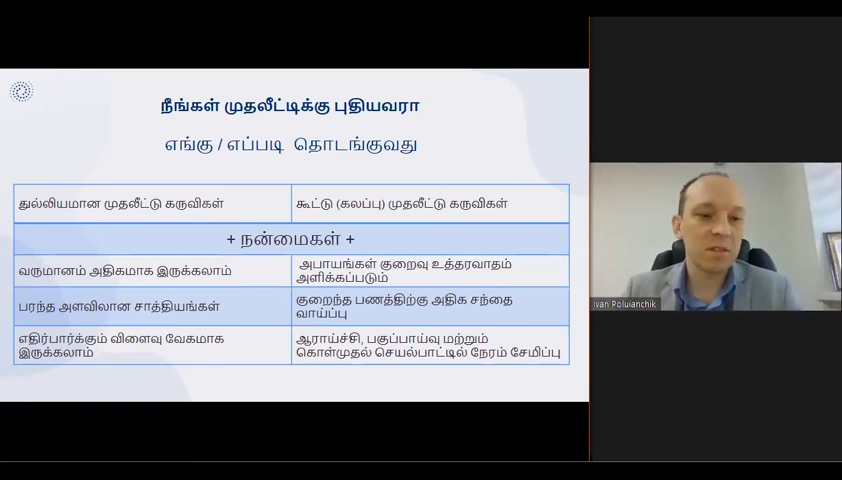 நீங்கள் முதலீட்டிக்கு புதியவரா
எங்கு / எப்படி தொடங்குவது
துல்லியமான முதலீட்டு கருவிகள்
கூட்டு (கலப்பு) முதலீட்டு கருவிகள்
+ நன்மைகள் +
வருமானம் அதிகமாக இருக்கலாம்
அபாயங்கள் குறைவு உத்தரவாதம்
அளிக்கப்படும்
பரந்த அளவிலான சாத்தியங்கள்
குறைந்த பணத்திற்கு அதிக சந்தை
வாய்ப்பு
எதிர்பார்க்கும் விளைவு வேகமாக
இருக்கலாம்
ஆராய்ச்சி, பகுப்பாய்வு மற்றும்
கொள்முதல் செயல்பாட்டில் நேரம் சேமிப்பு
Ivan Poluianchik